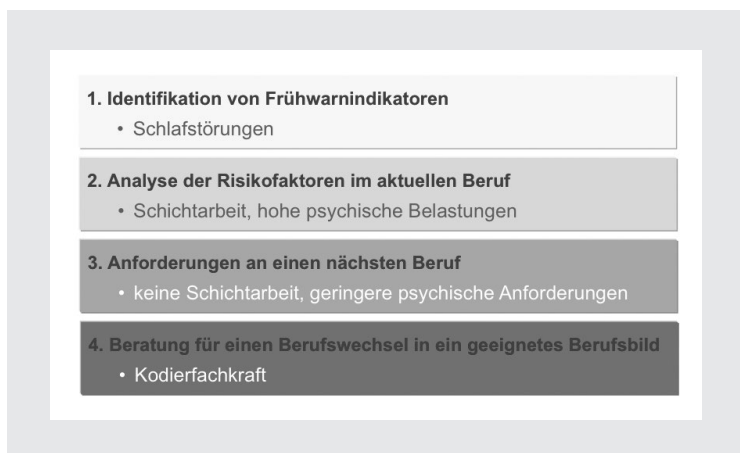 1. Identifikation von Frühwarnindikatoren
• Schlafstörungen
2. Analyse der Risikofaktoren im aktuellen Beruf
• Schichtarbeit, hohe psychische Belastungen
3. Anforderungen an einen nächsten Beruf
• keine Schichtarbeit, geringere psychische Anforderungen
4. Beratung für einen Berufswechsel in ein geeignetes Berufsbild
• Kodierfachkraft